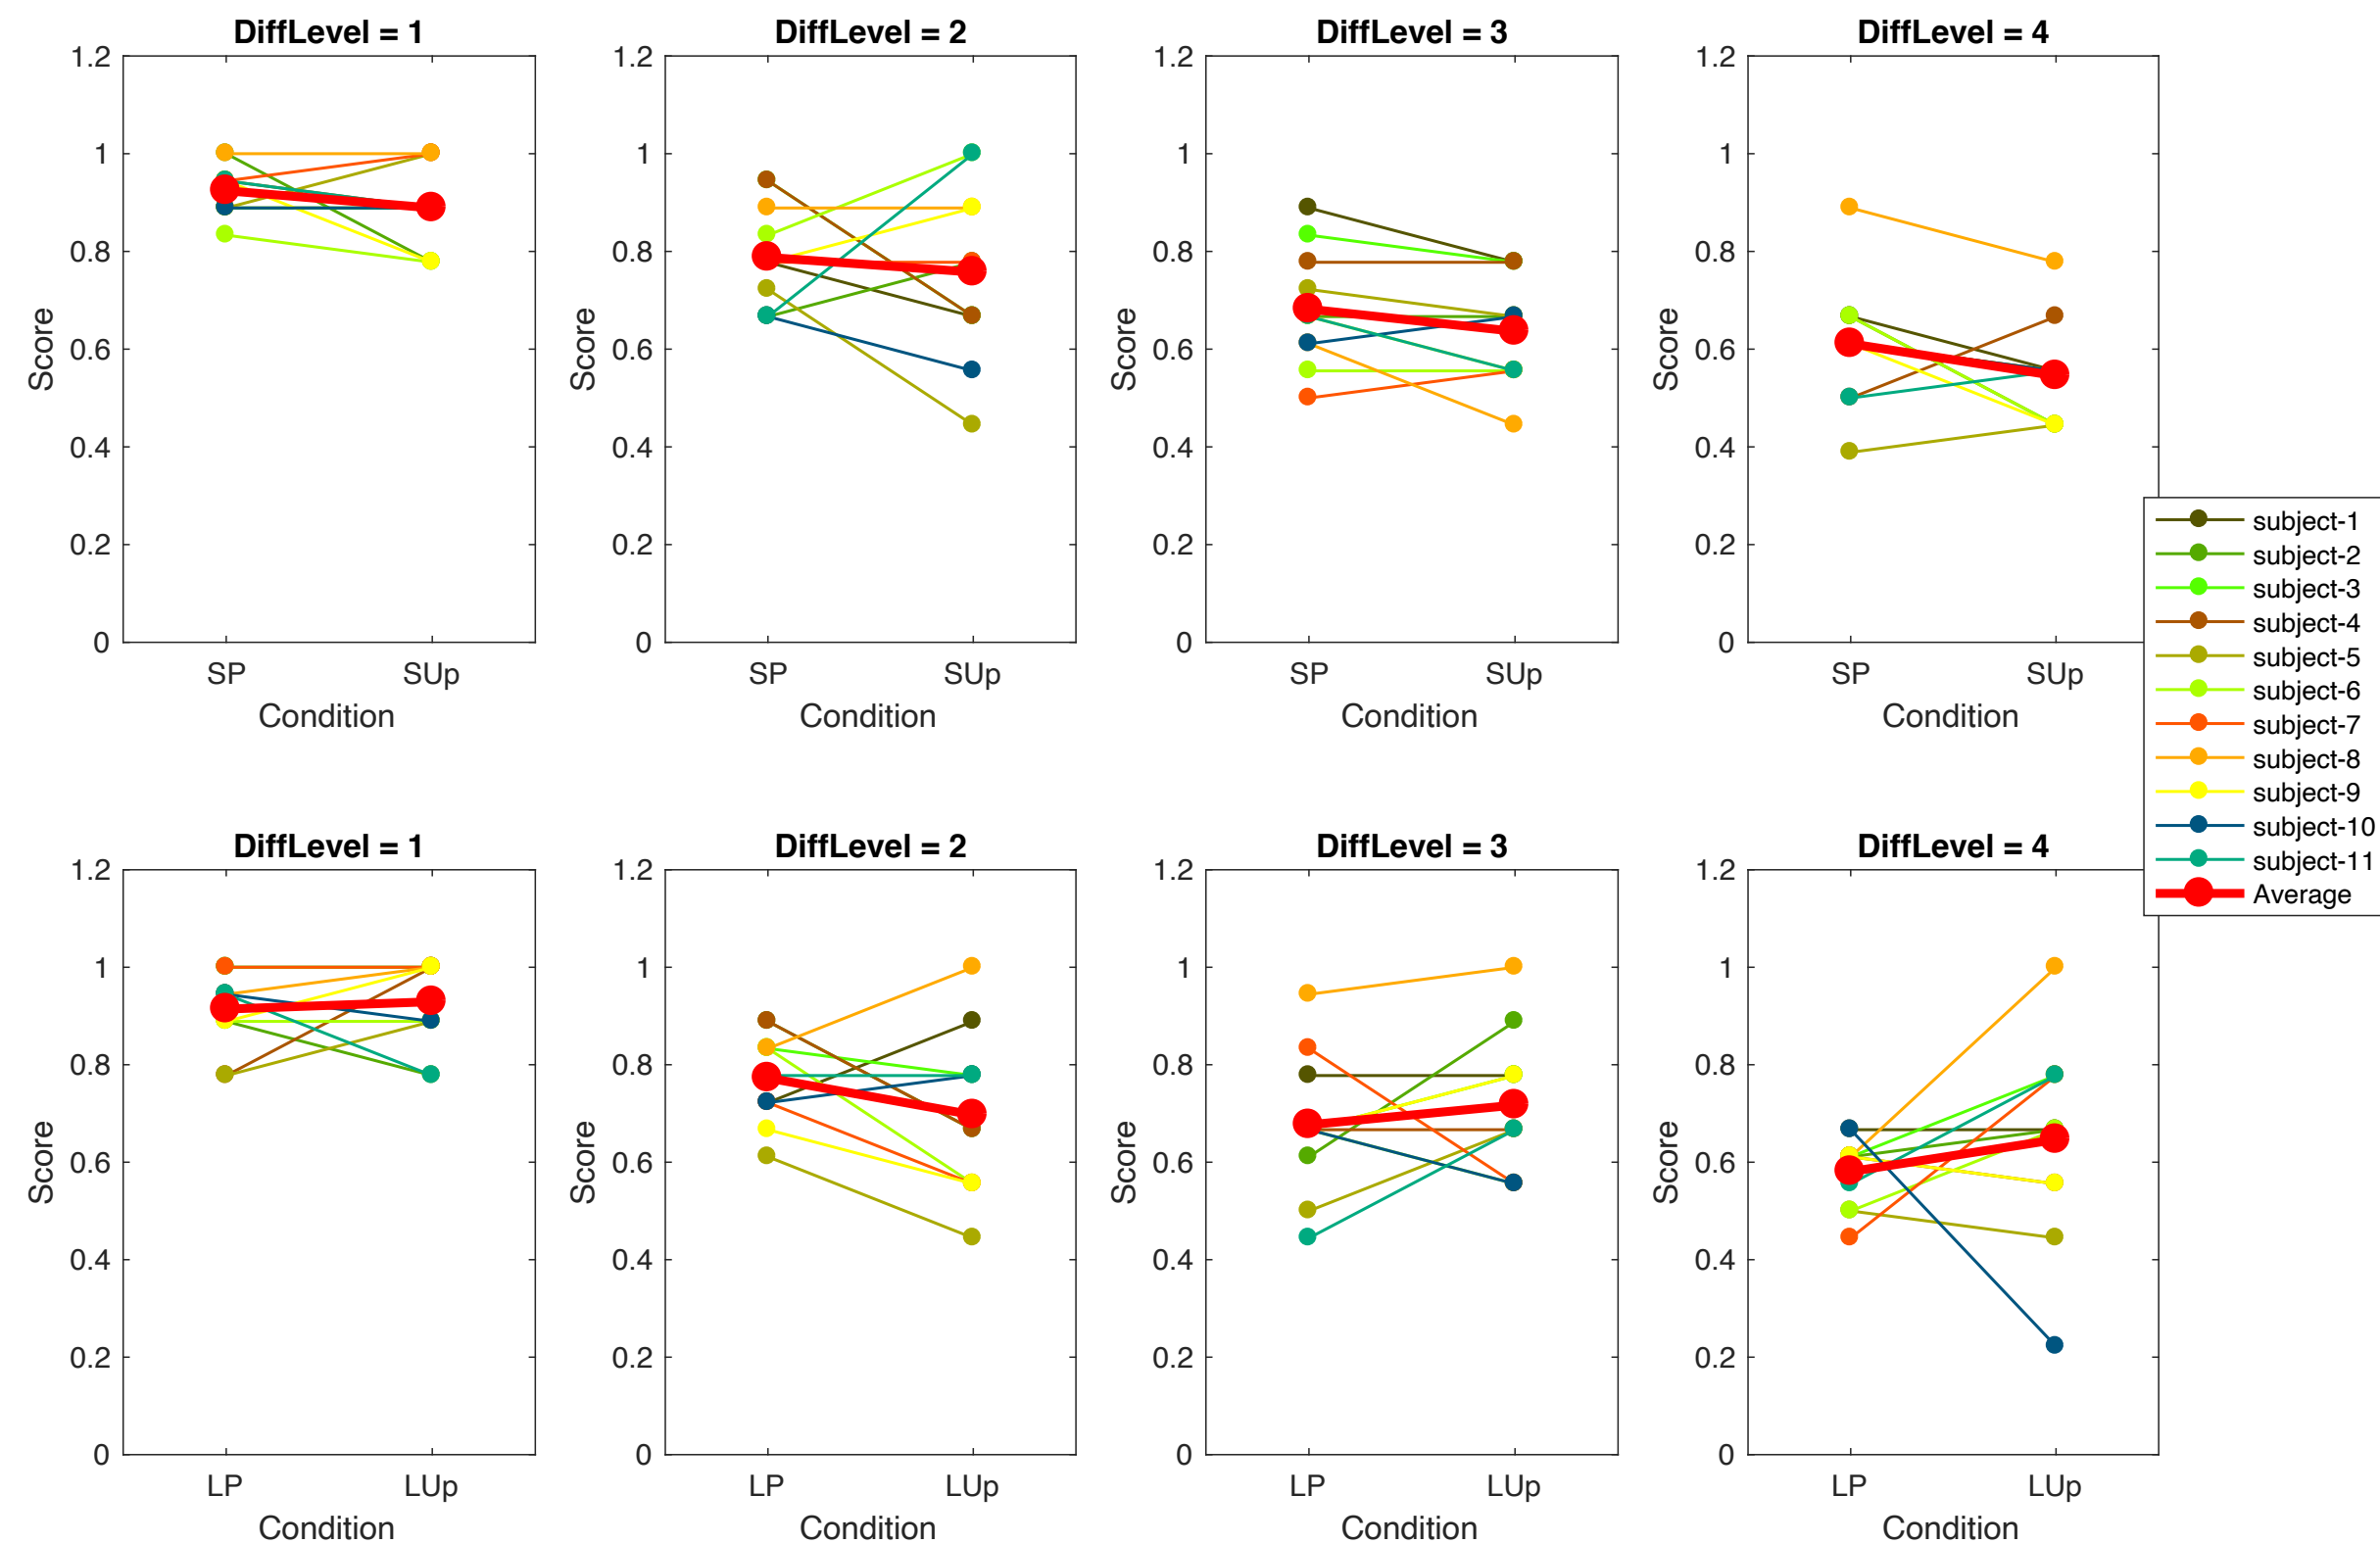 DiffLevel = 1
1.2
1
0.8
0.6
0.4
0.2
0
Score
SP
SUp
Condition
DiffLevel = 2
1.2
1
0.8
0.6
0.4
0.2
0
Score
SP
SUp
Condition
DiffLevel = 3
1.2
1
0.8
0.6
0.4
0.2
0
Score
SP
SUp
Condition
DiffLevel = 4
1.2
1
0.8
0.6
0.4
0.2
0
Score
SP
SUp
Condition
subject-1
subject-2
subject-3
subject-4
subject-5
subject-6
subject-7
subject-8
subject-9
subject-10
subject-11
Average
DiffLevel = 1
1.2
1
0.8
0.6
0.4
0.2
0
Score
LP
LUp
Condition
DiffLevel = 2
1.2
1
0.8
0.6
0.4
0.2
0
Score
LP
LUp
Condition
DiffLevel = 3
1.2
1
0.8
0.6
0.4
0.2
0
Score
LP
LUp
Condition
DiffLevel = 4
1.2
1
0.8
0.6
0.4
0.2
0
Score
LP
LUp
Condition